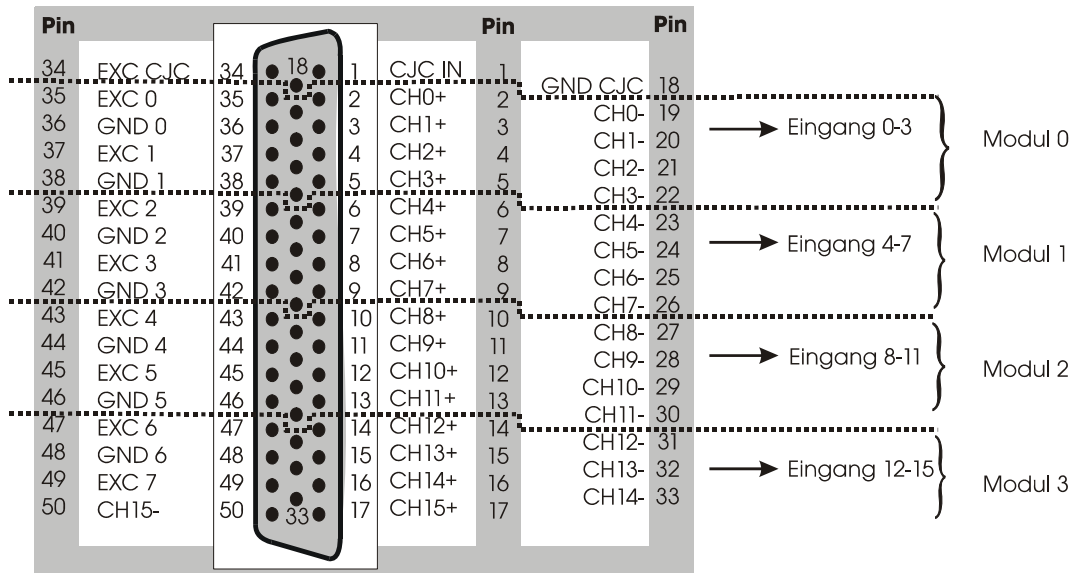 Pin Pin Pin
34 EXC CJC 34 18 1 CJC IN 1
GND CJC 18
35 EXC 0 35 2 CH0+ 2
CH0- 19
36 GND 0 36 3 CH1+ 3
Eingang 0-3
CH1- 20
Modul 0
37 EXC 1 37 4 CH2+ 4
CH2- 21
38 GND 1 38 5 CH3+ 5
CH3- 22
39 EXC 2 39 6 CH4+ 6
CH4- 23
40 GND 2 40 7 CH5+ 7
Eingang 4-7
CH5- 24
Modul 1
41 EXC 3 41 8 CH6+ 8
CH6- 25
42 GND 3 42 9 CH7+ 9
CH7- 26
43 EXC 4 43 10 CH8+ 10
CH8- 27
44 GND 4 44 11 CH9+ 11
Eingang 8-11
CH9- 28
Modul 2
45 EXC 5 45 12 CH10+ 12
CH10- 29
46 GND 5 46 13 CH11+ 13
CH11- 30
47 EXC 6 47 14 CH12+ 14
CH12- 31
48 GND 6 48 15 CH13+ 15
CH13- 32 Eingang 12-15
49 EXC 7 49 16 CH14+ 16
Modul 3
CH14- 33
50 CH15- 50 33 17 CH15+ 17